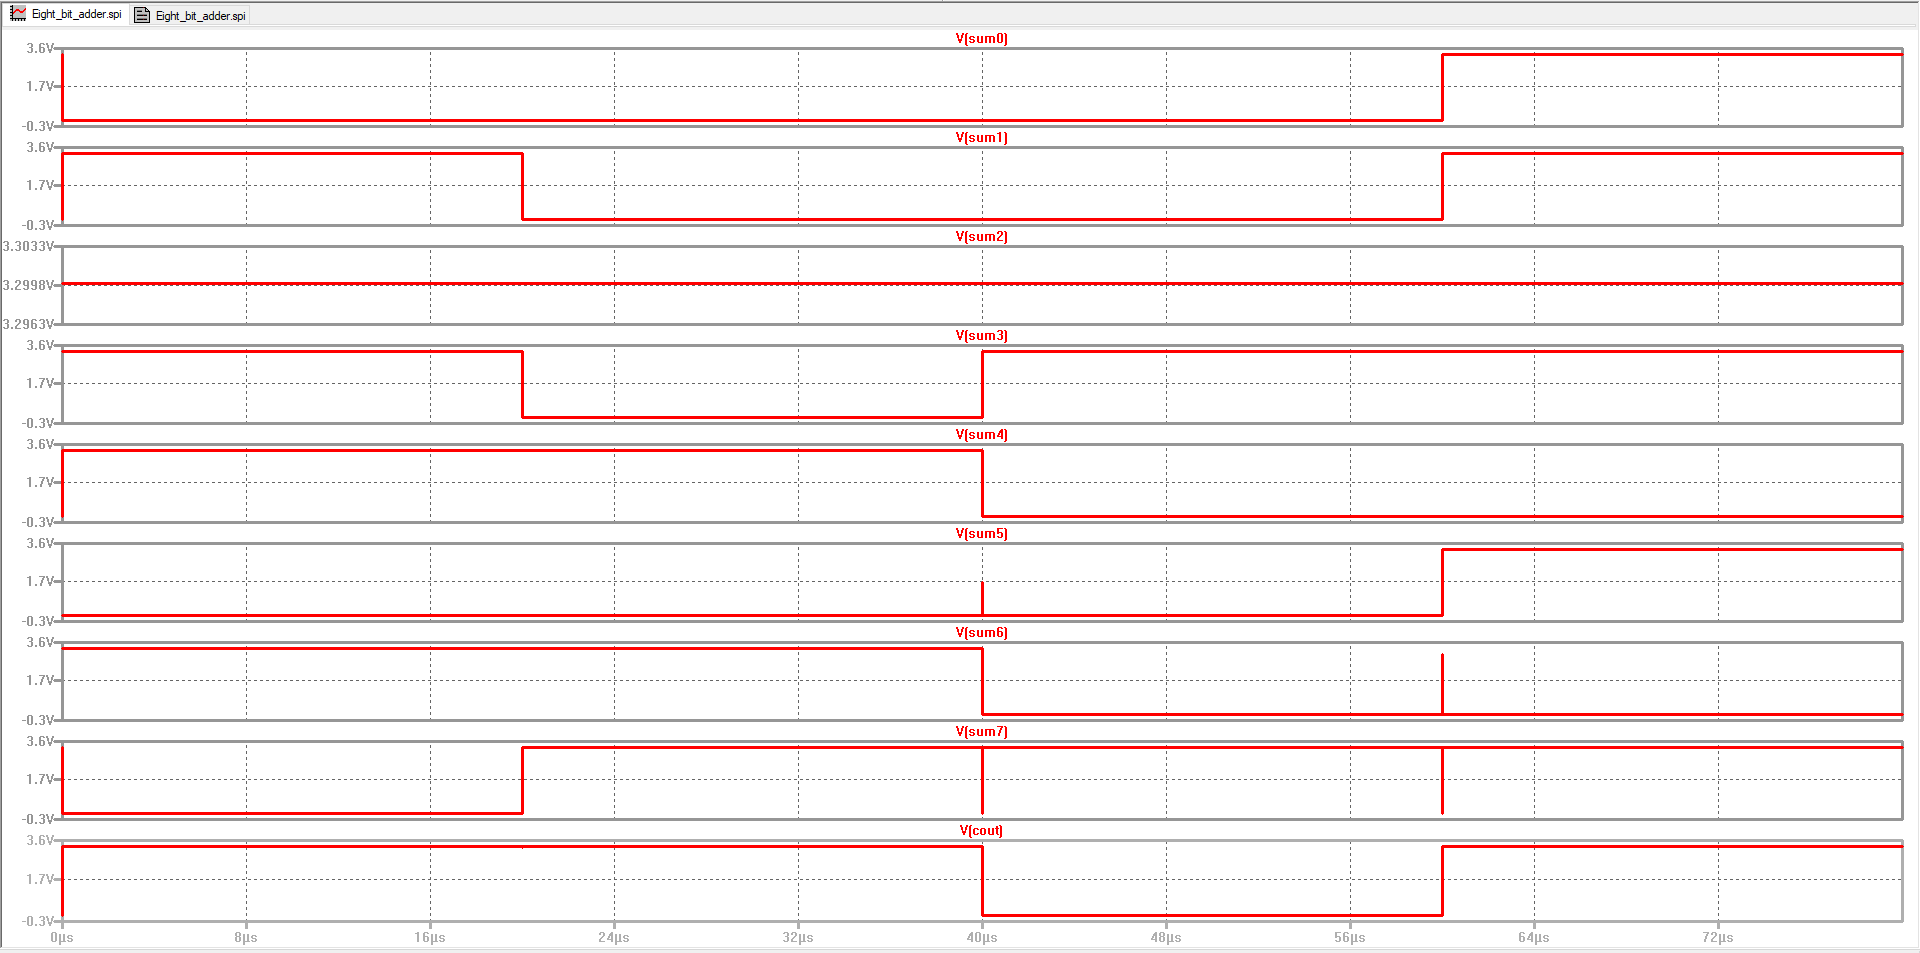 Eight_bit_adder.spi Eight_bit_adder.spi
V(sum0)
3.6V
1.7V
-0.3V
V(sum1)
3.6V
1.7V
-0.3V
V(sum2)
3.3033V
3.2998V
3.2963V
V(sum3)
3.6V
1.7V
-0.3V
V(sum4)
3.6V
1.7V
-0.3V
V(sum5)
3.6V
1.7V
-0.3V
V(sum6)
3.6V
1.7V
-0.3V
V(sum7)
3.6V
1.7V
-0.3V
V(cout)
3.6V
1.7V
-0.3V
0µs 8µs 16µs 24µs 32µs 40µs 48µs 56µs 64µs 72µs